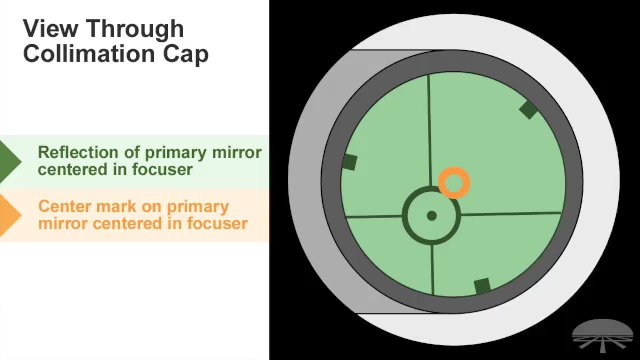 View Through
Collimation Cap
Reflection of primary mirror
centered in focuser
Center mark on primary
mirror centered in focuser